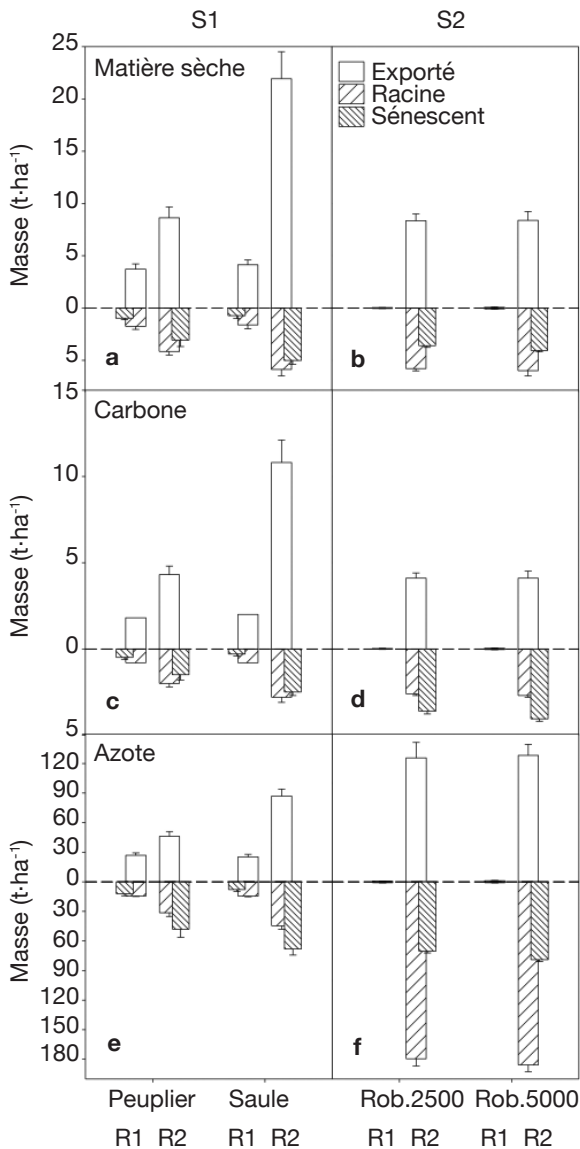 S1 S2
Matière sèche
Exporté
Racine
Sénescent
Masse (t·ha⁻¹)
25
20
15
10
5
0
5
a b
15
Carbone
Masse (t·ha⁻¹)
10
5
0
5
c d
Azote
Masse (t·ha⁻¹)
120
90
60
30
0
30
60
90
120
150
180
e f
Peuplier Saule Rob.2500 Rob.5000
R1 R2 R1 R2 R1 R2 R1 R2